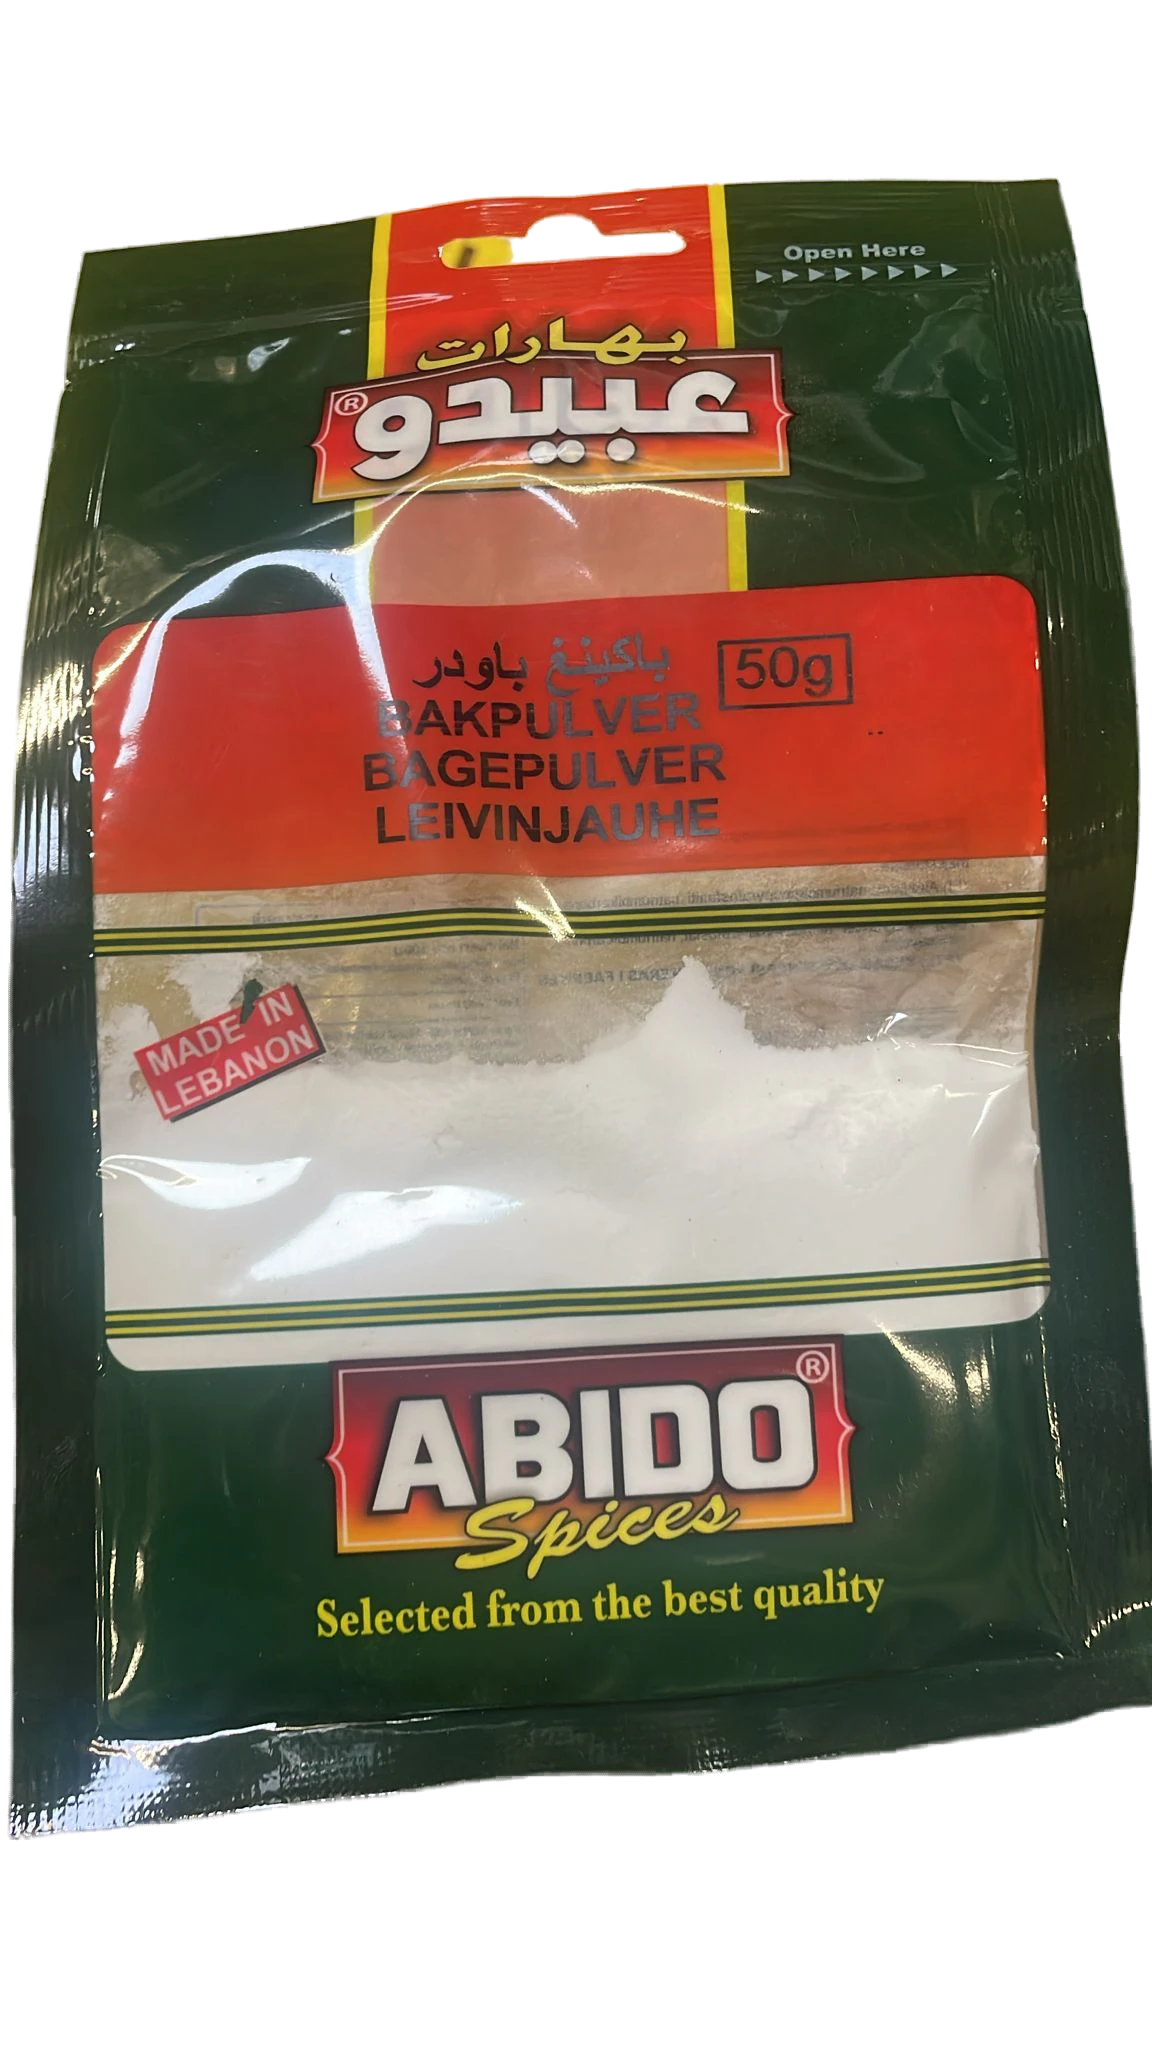 Open Here
بهارات
عبيدو®
باكينغ باودر
50g
BAKPULVER
BAGEPULVER
LEIVINJAUHE
MADE IN
LEBANON
ABIDO®
Spices
Selected from the best quality